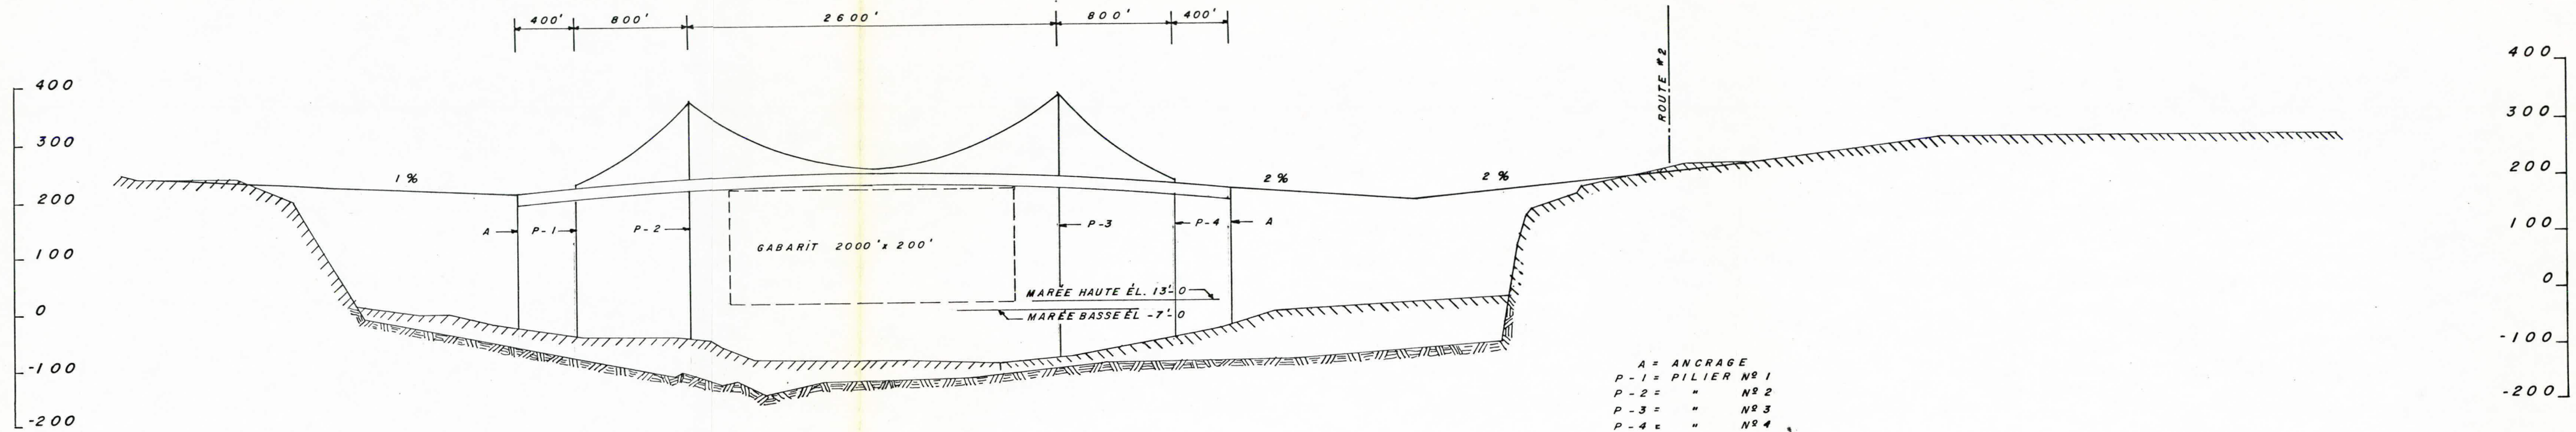 400' 800' 2600' 800' 400'
ROUTE #2
400
300
200
100
0
-100
-200
400
300
200
100
0
-100
-200
1 % 2 % 2 %
A P-1 P-2 P-3 P-4 A
GABARIT 2000' x 200'
MARÉE HAUTE ÉL. 13'-0
MARÉE BASSE ÉL -7'-0
A = ANCRAGE
P-1 = PILIER Nº 1
P-2 = " Nº 2
P-3 = " Nº 3
P-4 = " Nº 4